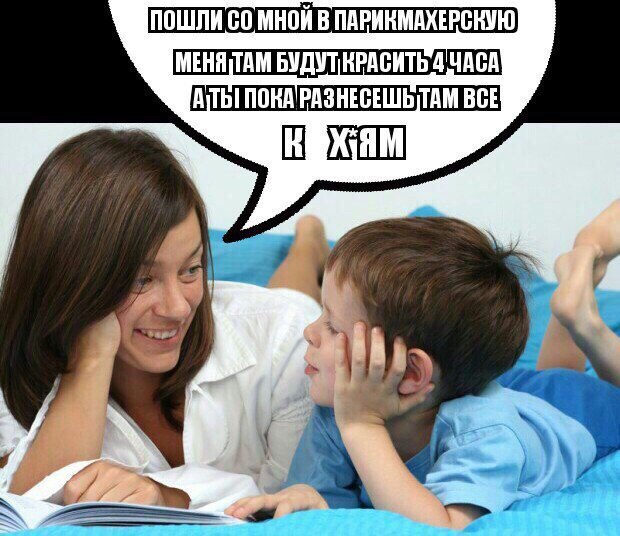 ПОШЛИ СО МНОЙ В ПАРИКМАХЕРСКУЮ
МЕНЯ ТАМ БУДУТ КРАСИТЬ 4 ЧАСА
А ТЫ ПОКА РАЗНЕСЕШЬ ТАМ ВСЕ
К Х*ЯМ